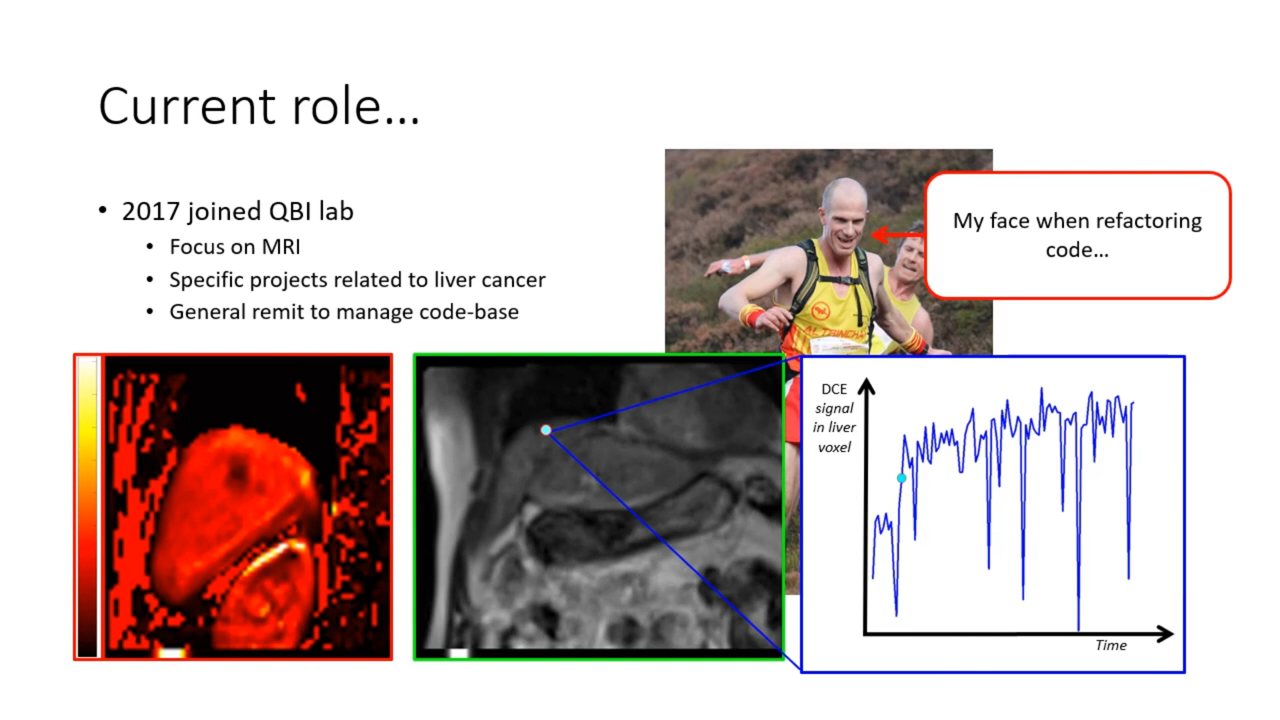 Current role...
• 2017 joined QBI lab
• Focus on MRI
• Specific projects related to liver cancer
• General remit to manage code-base
My face when refactoring
code...
DCE
signal
in liver
voxel
Time